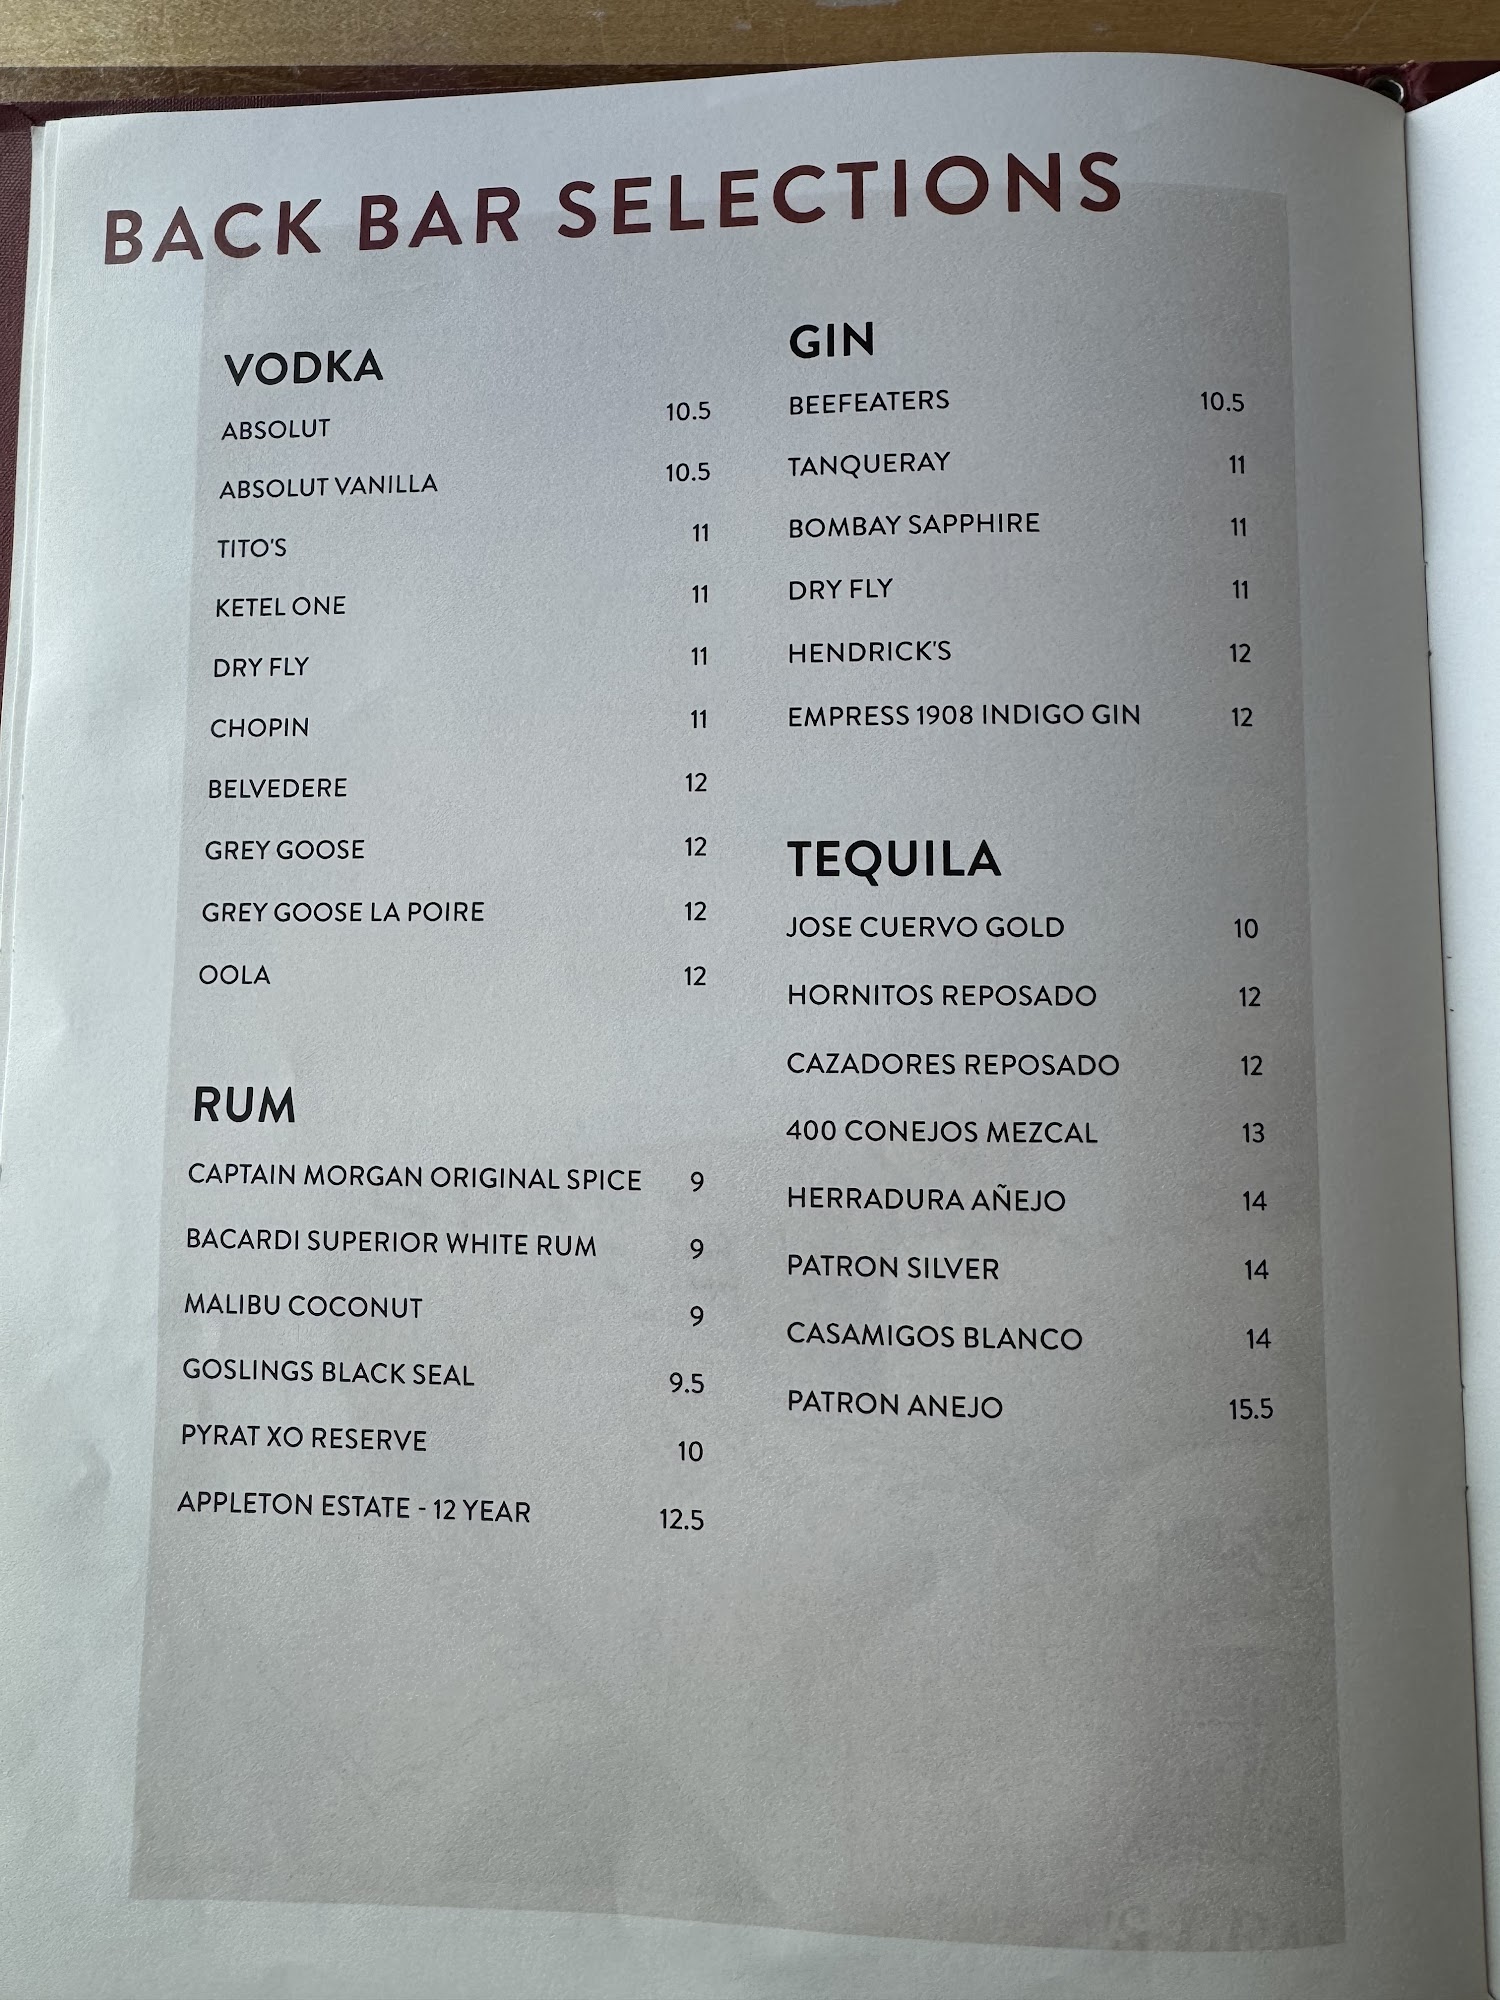 BACK BAR SELECTIONS
VODKA
ABSOLUT 10.5
ABSOLUT VANILLA 10.5
TITO'S 11
KETEL ONE 11
DRY FLY 11
CHOPIN 11
BELVEDERE 12
GREY GOOSE 12
GREY GOOSE LA POIRE 12
OOLA 12
RUM
CAPTAIN MORGAN ORIGINAL SPICE 9
BACARDI SUPERIOR WHITE RUM 9
MALIBU COCONUT 9
GOSLINGS BLACK SEAL 9.5
PYRAT XO RESERVE 10
APPLETON ESTATE - 12 YEAR 12.5
GIN
BEEFEATERS 10.5
TANQUERAY 11
BOMBAY SAPPHIRE 11
DRY FLY 11
HENDRICK'S 12
EMPRESS 1908 INDIGO GIN 12
TEQUILA
JOSE CUERVO GOLD 10
HORNITOS REPOSADO 12
CAZADORES REPOSADO 12
400 CONEJOS MEZCAL 13
HERRADURA AÑEJO 14
PATRON SILVER 14
CASAMIGOS BLANCO 14
PATRON ANEJO 15.5